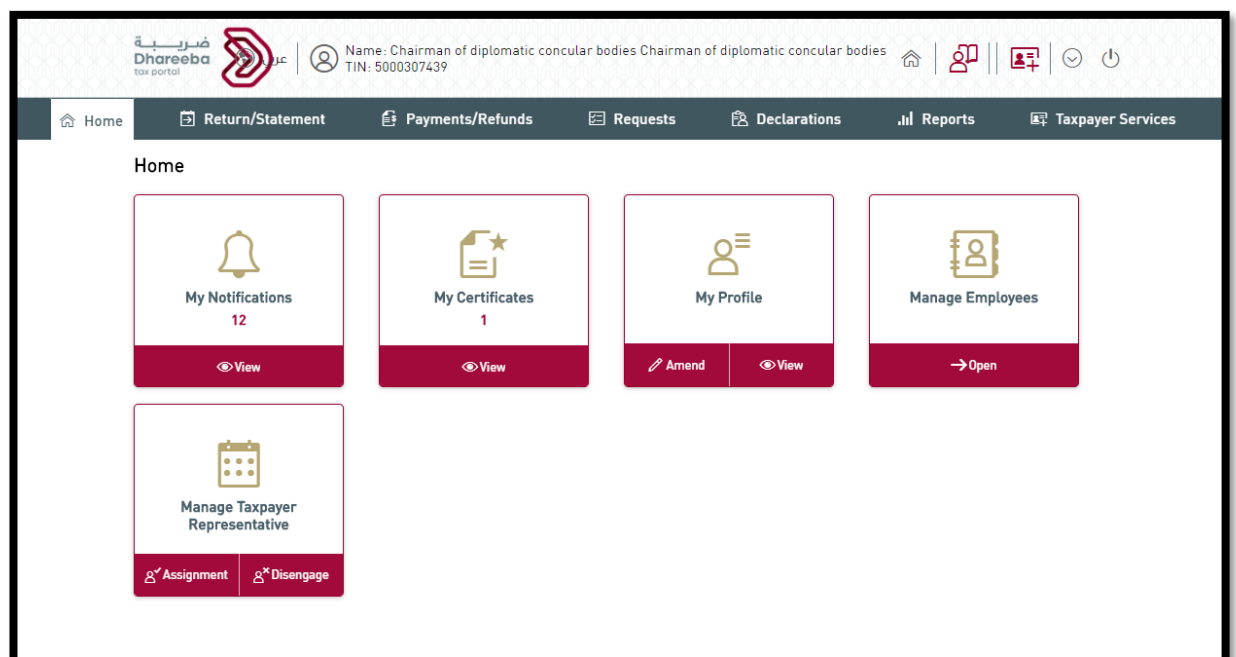 ضريبة
Dhareeba
tax portal
عربي
Name: Chairman of diplomatic concular bodies Chairman of diplomatic concular bodies
TIN: 5000307439
Home Return/Statement Payments/Refunds Requests Declarations Reports Taxpayer Services
Home
My Notifications
12
View
My Certificates
1
View
My Profile
Amend View
Manage Employees
Open
Manage Taxpayer
Representative
Assignment Disengage